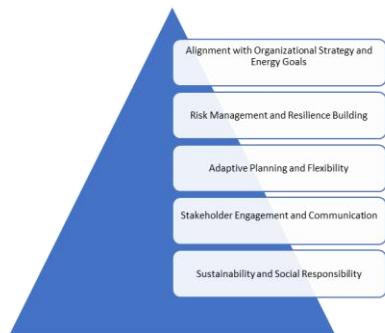 Alignment with Organizational Strategy and
Energy Goals
Risk Management and Resilience Building
Adaptive Planning and Flexibility
Stakeholder Engagement and Communication
Sustainability and Social Responsibility